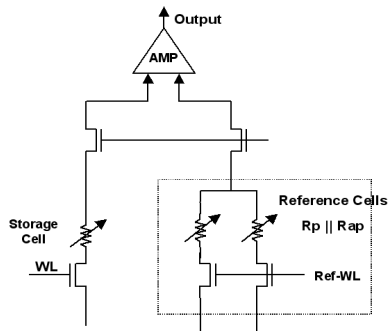 Output
AMP
Storage
Cell
Reference Cells
Rp || Rap
WL
Ref-WL